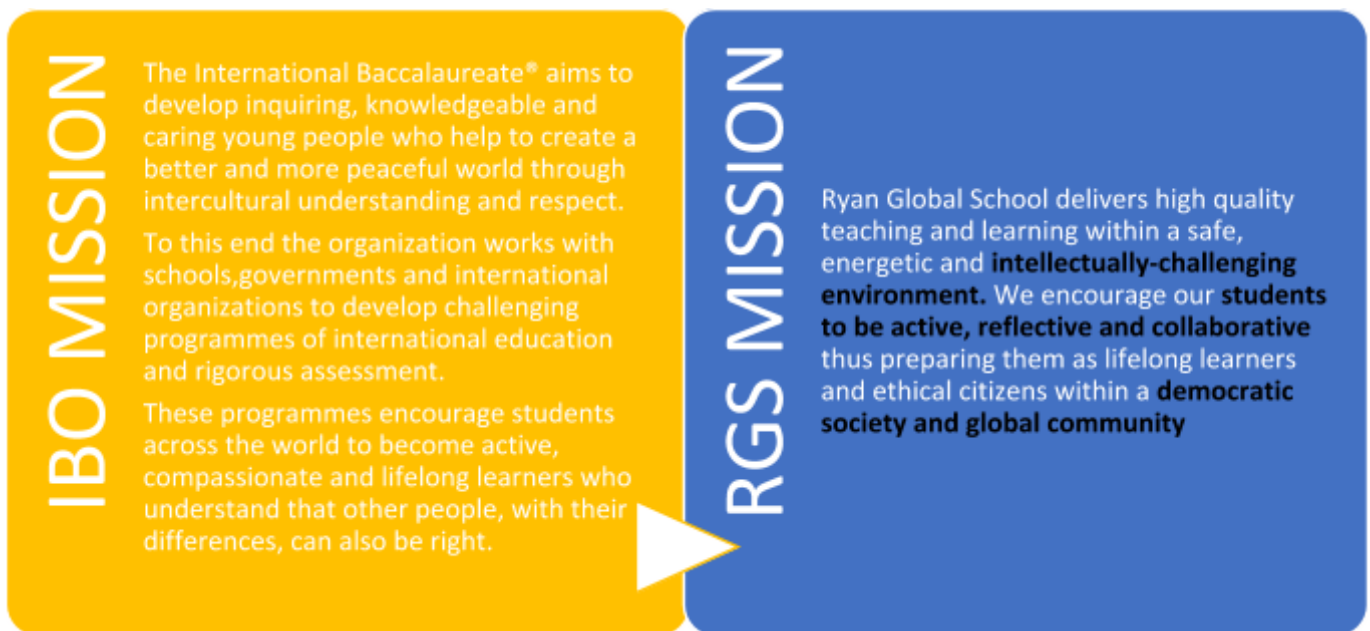 IBO MISSION
The International Baccalaureate® aims to
develop inquiring, knowledgeable and
caring young people who help to create a
better and more peaceful world through
intercultural understanding and respect.
To this end the organization works with
schools,governments and international
organizations to develop challenging
programmes of international education
and rigorous assessment.
These programmes encourage students
across the world to become active,
compassionate and lifelong learners who
understand that other people, with their
differences, can also be right.
RGS MISSION
Ryan Global School delivers high quality
teaching and learning within a safe,
energetic and intellectually-challenging
environment. We encourage our students
to be active, reflective and collaborative
thus preparing them as lifelong learners
and ethical citizens within a democratic
society and global community